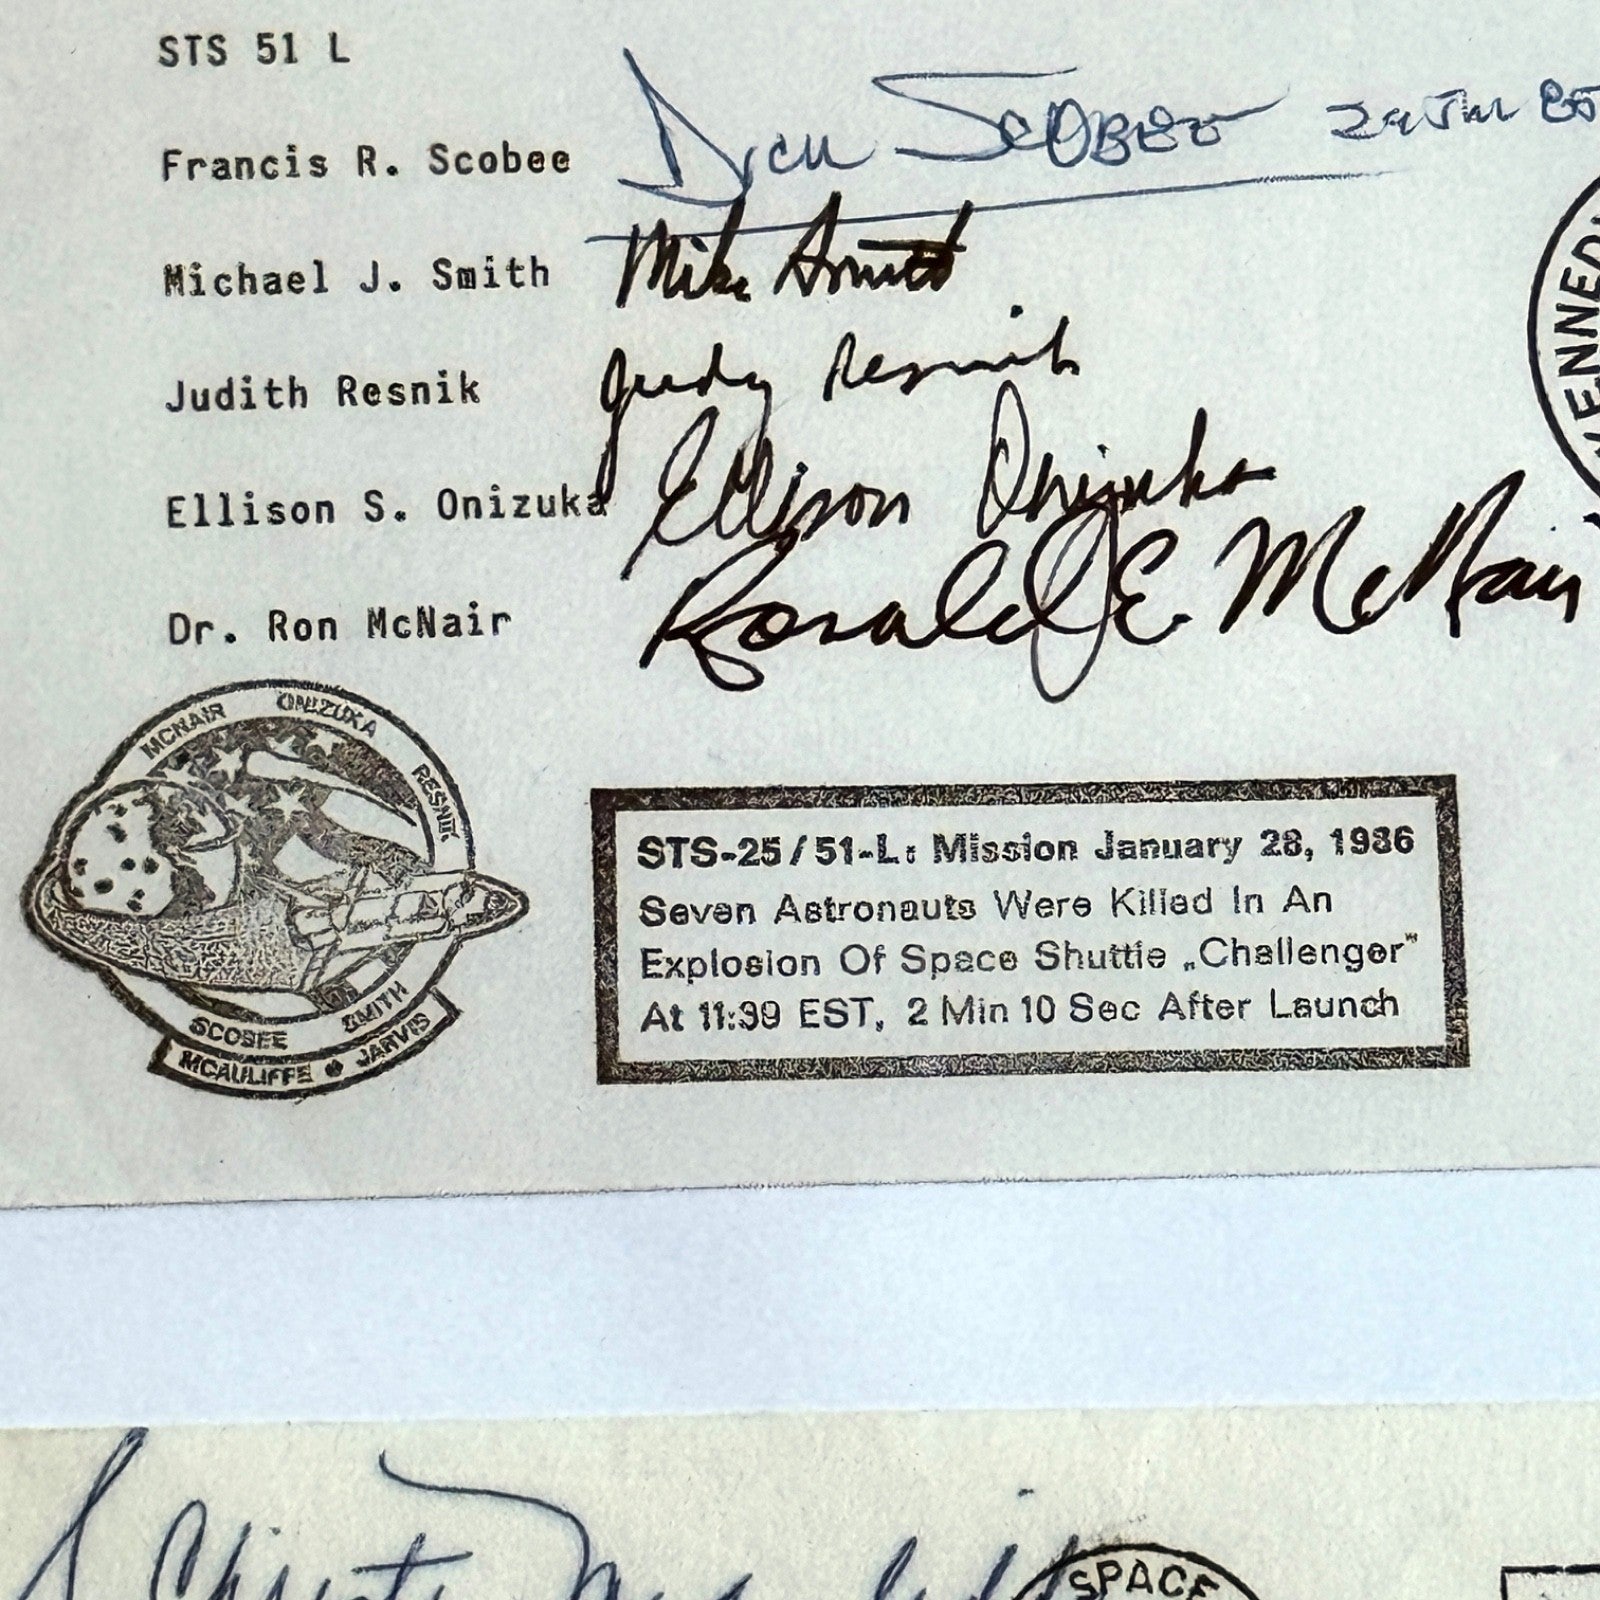 STS 51 L
Francis R. Scobee
Dick Scobee 85
Michael J. Smith
Mike Smith
Judith Resnik
Judy Resnik
Ellison S. Onizuka
Ellison Onizuka
Dr. Ron McNair
Ronald E. McNair
KENNEDY
MCNAIR ONIZUKA RESNIK
SCOBEE SMITH
MCAULIFFE JARVIS
STS-25/51-L: Mission January 28, 1986
Seven Astronauts Were Killed In An
Explosion Of Space Shuttle „Challenger"
At 11:39 EST, 2 Min 10 Sec After Launch
SPACE